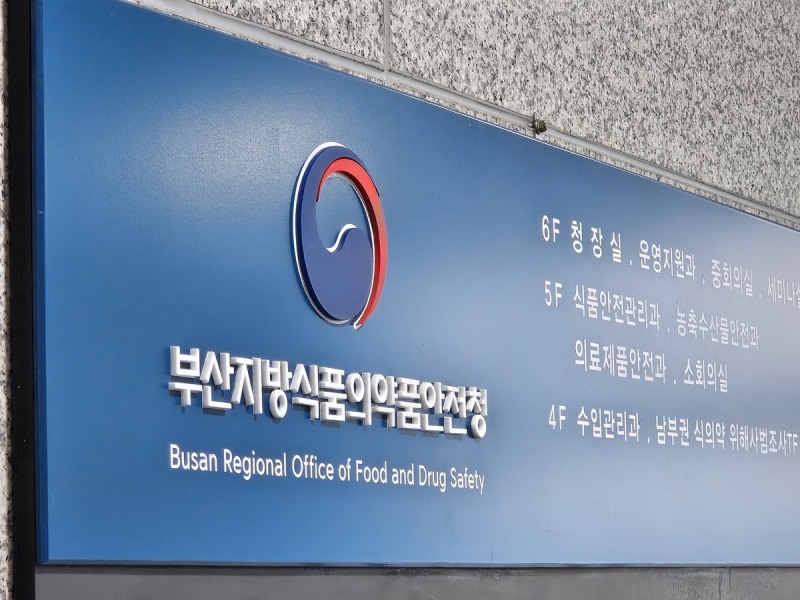 부산지방식품의약품안전청
Busan Regional Office of Food and Drug Safety
6F 청 장 실 . 운영지원과 . 중회의실 . 세미나실
5F 식품안전관리과 . 농축수산물안전과
의료제품안전과 . 소회의실
4F 수입관리과 . 남부권 식의약 위해사범조사TF